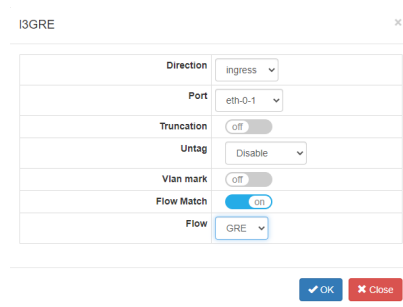 l3GRE ×
Direction ingress
Port eth-0-1
Truncation off
Untag Disable
Vlan mark off
Flow Match on
Flow GRE
✔ OK ✖ Close